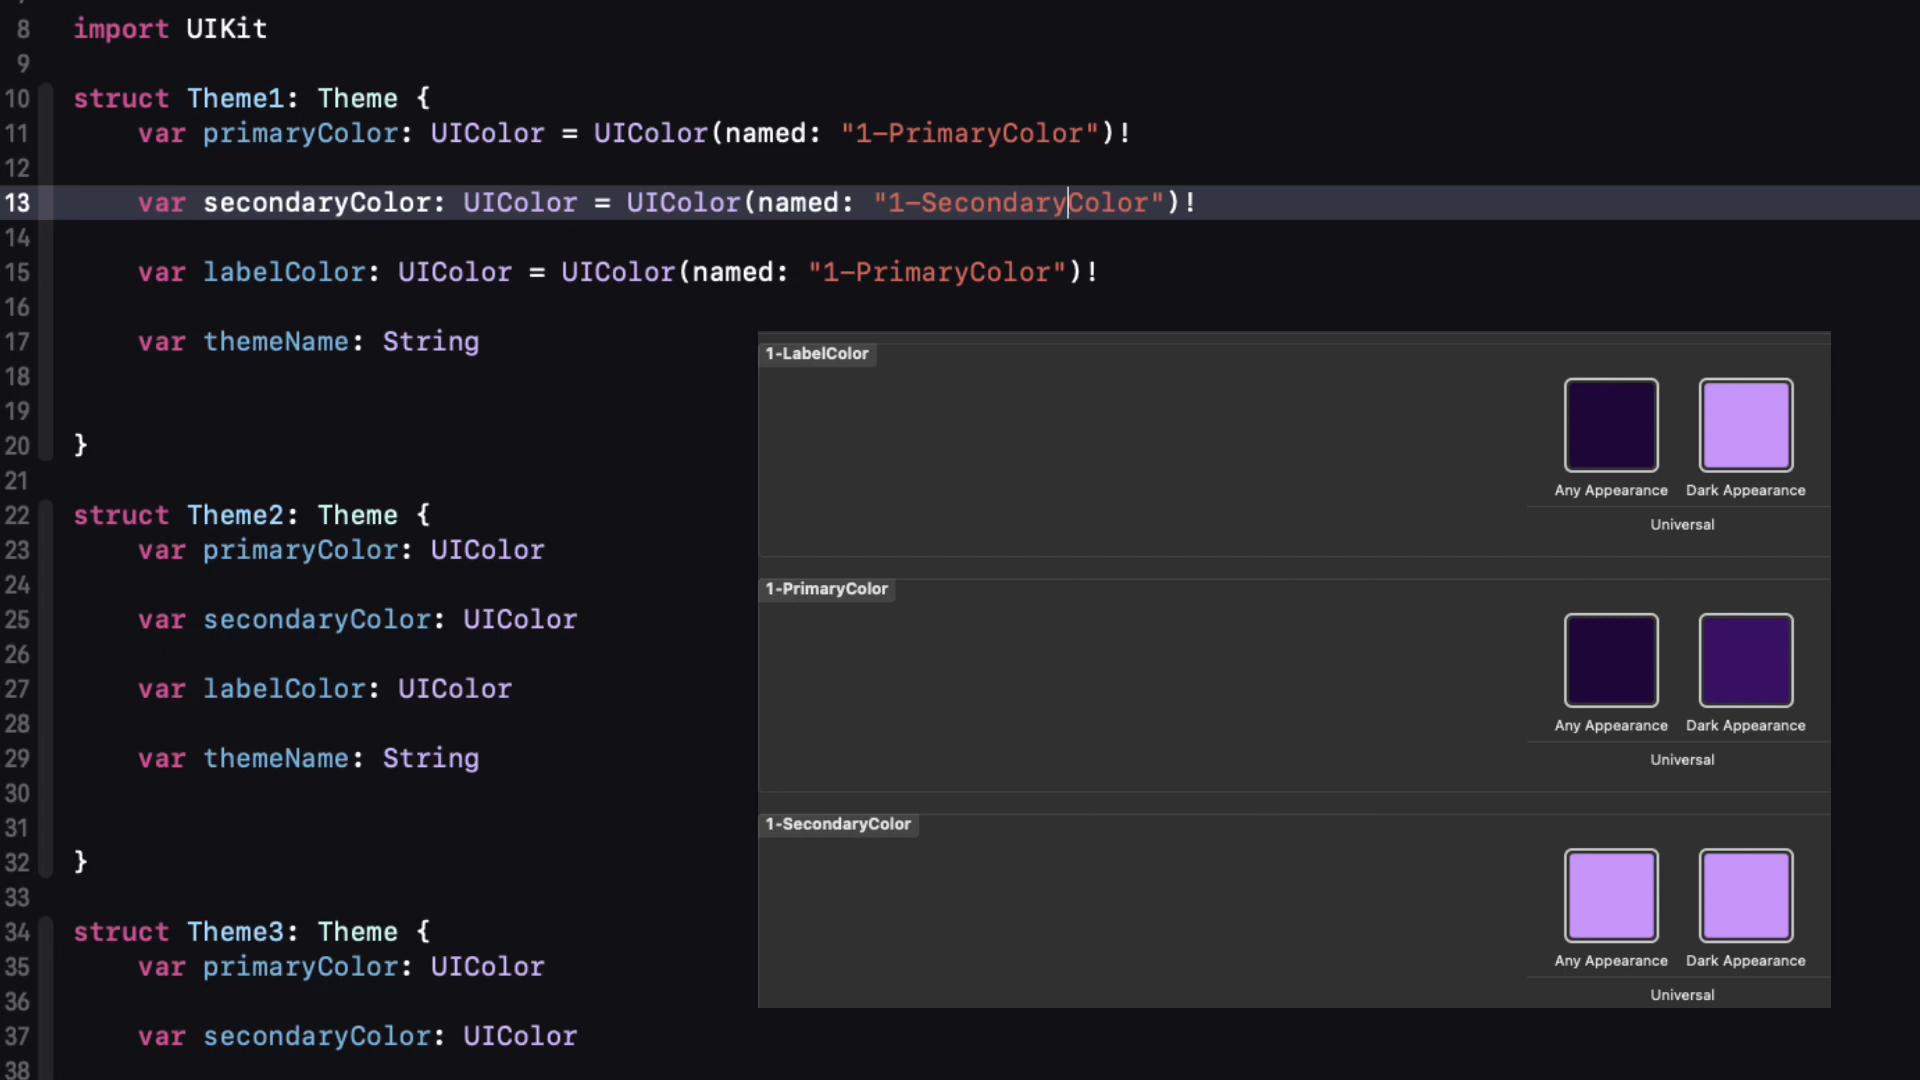 8 import UIKit
9
10 struct Theme1: Theme {
11 var primaryColor: UIColor = UIColor(named: "1-PrimaryColor")!
12
13 var secondaryColor: UIColor = UIColor(named: "1-SecondaryColor")!
14
15 var labelColor: UIColor = UIColor(named: "1-PrimaryColor")!
16
17 var themeName: String
18
19
20 }
21
22 struct Theme2: Theme {
23 var primaryColor: UIColor
24
25 var secondaryColor: UIColor
26
27 var labelColor: UIColor
28
29 var themeName: String
30
31
32 }
33
34 struct Theme3: Theme {
35 var primaryColor: UIColor
36
37 var secondaryColor: UIColor
38
1-LabelColor
Any Appearance Dark Appearance
Universal
1-PrimaryColor
Any Appearance Dark Appearance
Universal
1-SecondaryColor
Any Appearance Dark Appearance
Universal